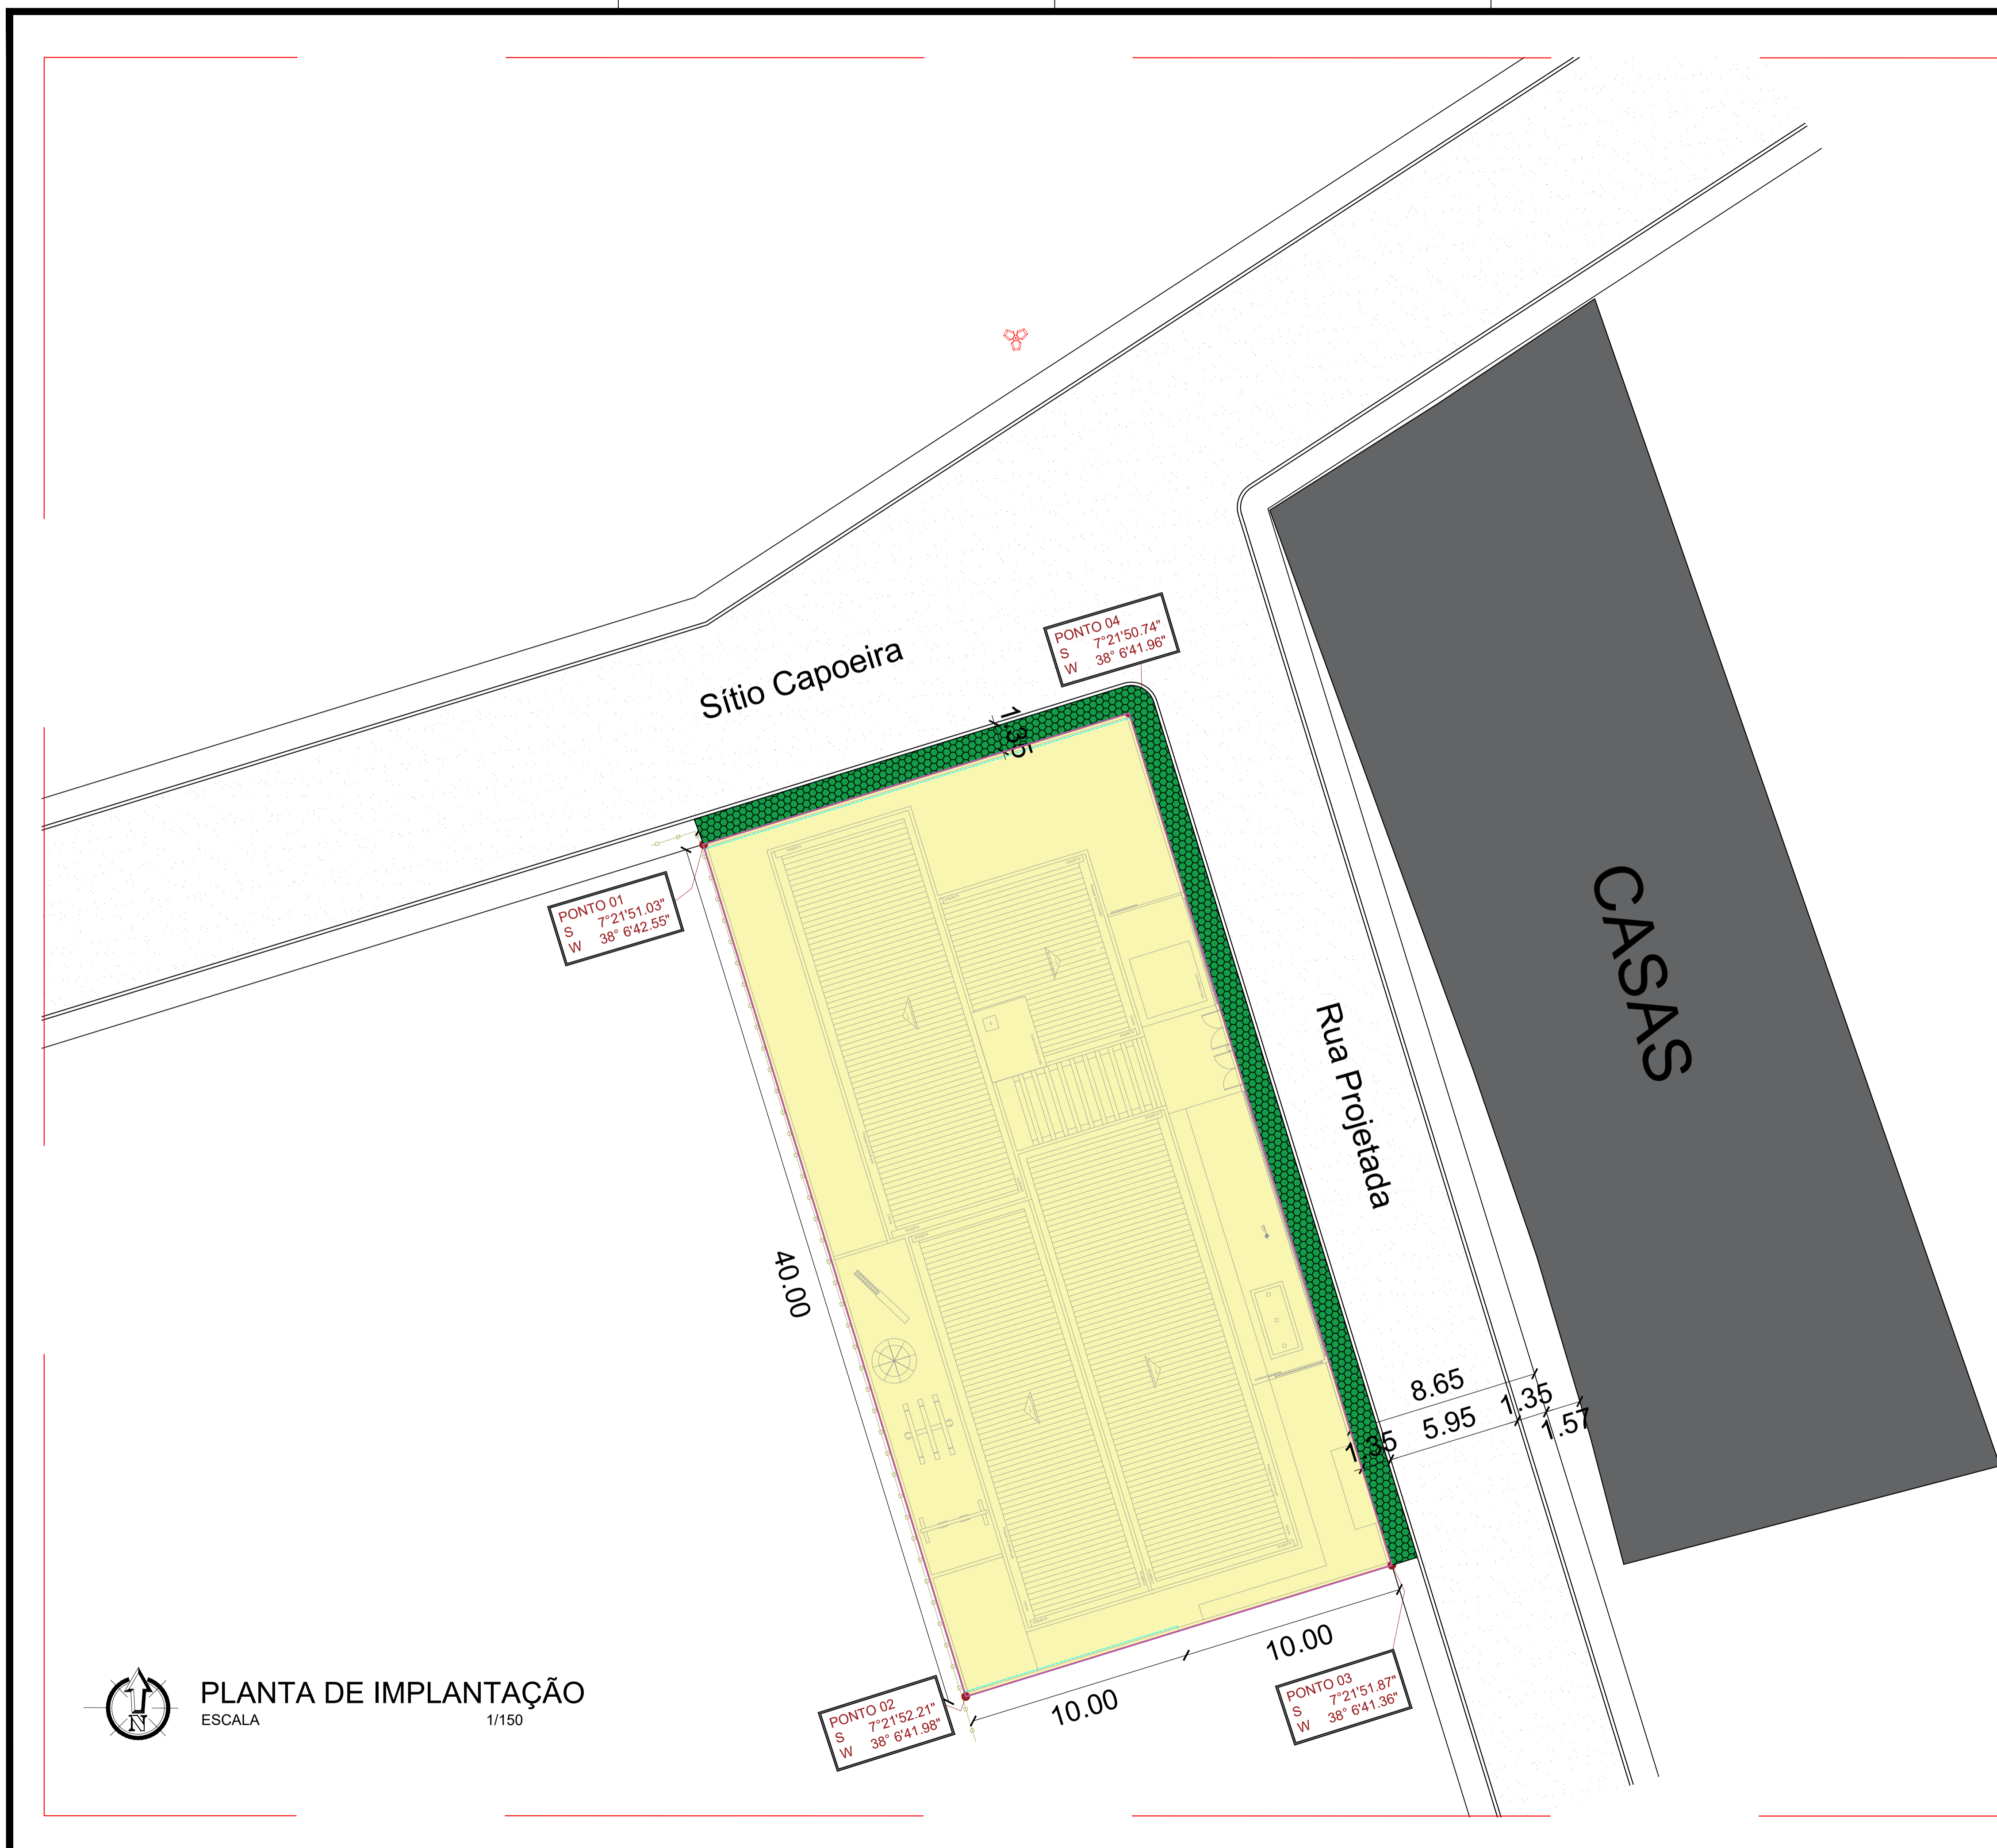 PONTO 04
S 7°21'50.74"
W 38° 6'41.96"
Sítio Capoeira
1.35
PONTO 01
S 7°21'51.03"
W 38° 6'42.55"
CASAS
Rua Projetada
40.00
8.65
1.35
5.95
1.57
1.35
10.00
10.00
PONTO 03
S 7°21'51.87"
W 38° 6'41.36"
PONTO 02
S 7°21'52.21"
W 38° 6'41.98"
N
PLANTA DE IMPLANTAÇÃO
ESCALA 1/150